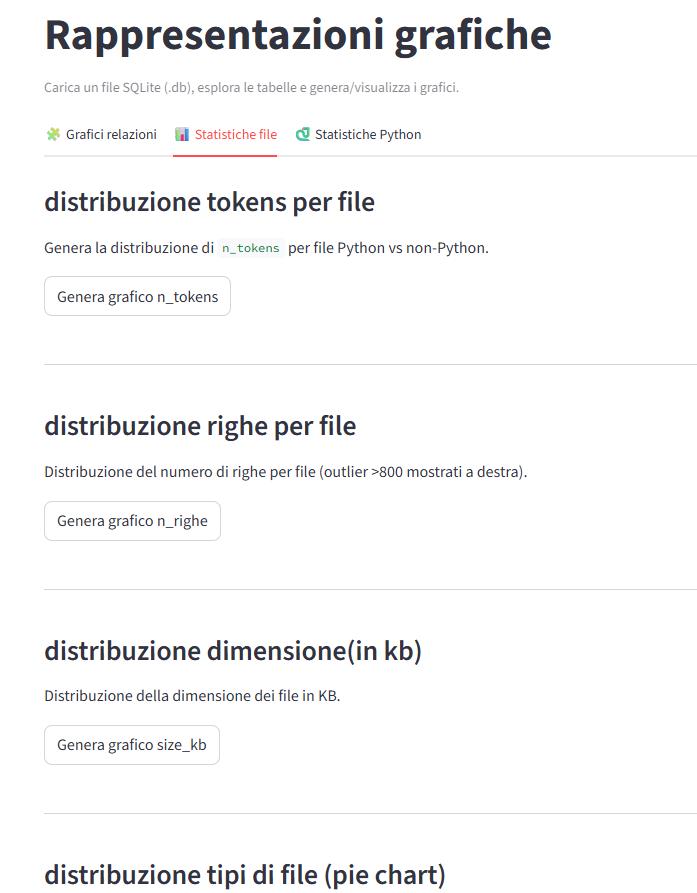 Rappresentazioni grafiche
Carica un file SQLite (.db), esplora le tabelle e genera/visualizza i grafici.
Grafici relazioni Statistiche file Statistiche Python
distribuzione tokens per file
Genera la distribuzione di n_tokens per file Python vs non-Python.
Genera grafico n_tokens
distribuzione righe per file
Distribuzione del numero di righe per file (outlier >800 mostrati a destra).
Genera grafico n_righe
distribuzione dimensione(in kb)
Distribuzione della dimensione dei file in KB.
Genera grafico size_kb
distribuzione tipi di file (pie chart)